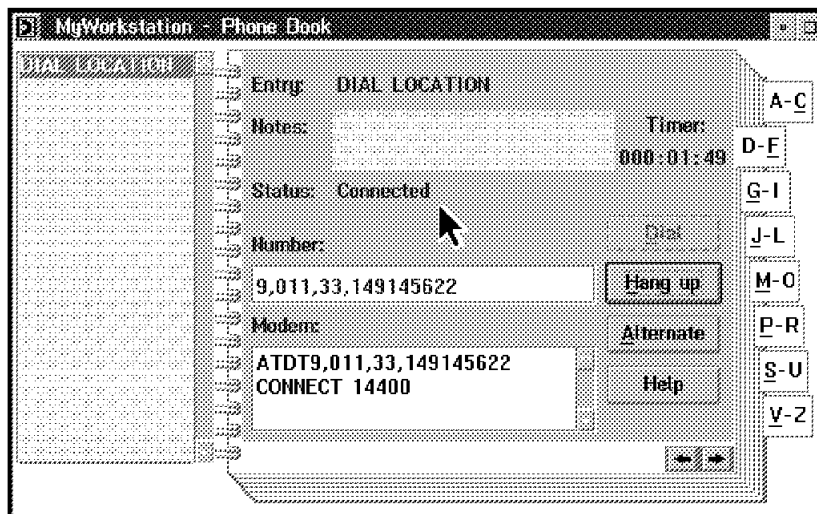 MyWorkstation - Phone Book
DIAL LOCATION
Entry: DIAL LOCATION
Notes:
Timer:
000:01:49
Status: Connected
Dial
Number:
9,011,33,149145622
Hang up
Modem:
Alternate
ATDT9,011,33,149145622
CONNECT 14400
Help
A-C
D-F
G-I
J-L
M-O
P-R
S-U
V-Z